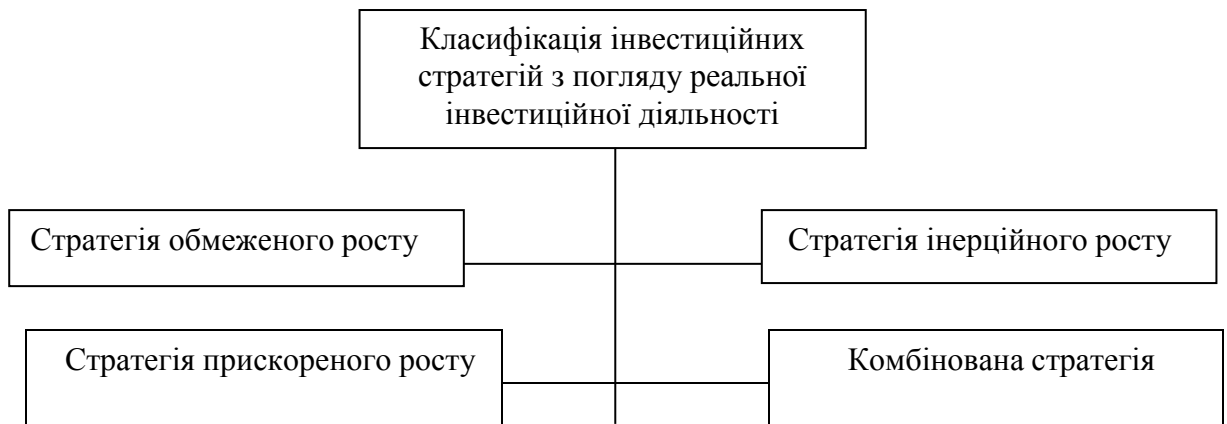 Класифікація інвестиційних
стратегій з погляду реальної
інвестиційної діяльності
Стратегія обмеженого росту
Стратегія інерційного росту
Стратегія прискореного росту
Комбінована стратегія